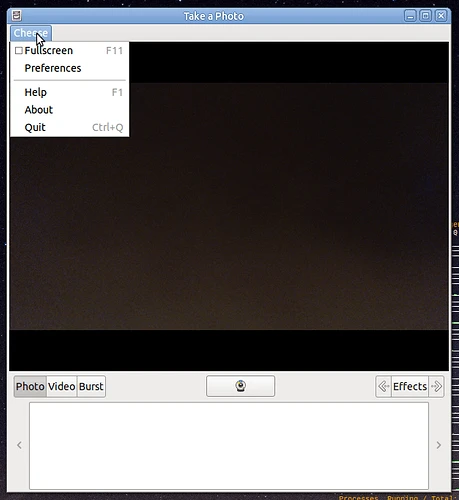 Take a Photo
Cheese
Fullscreen F11
Preferences
Help F1
About
Quit Ctrl+Q
Photo Video Burst Effects
Processes, Running / Total: